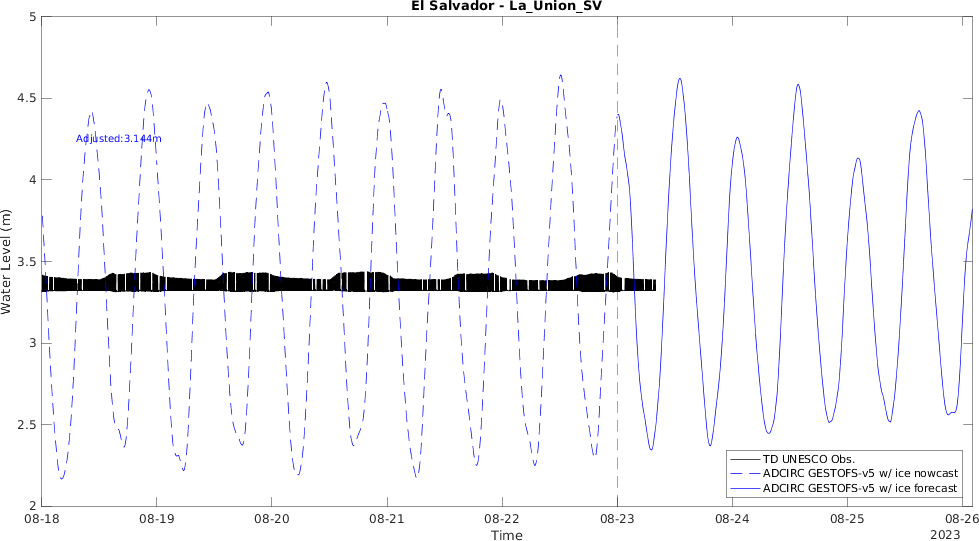 El Salvador - La_Union_SV
5
4.5
Adjusted:3.144m
4
3.5
Water Level (m)
3
2.5
TD UNESCO Obs.
ADCIRC GESTOFS-v5 w/ ice nowcast
ADCIRC GESTOFS-v5 w/ ice forecast
2
08-18 08-19 08-20 08-21 08-22 08-23 08-24 08-25 08-26
Time
2023